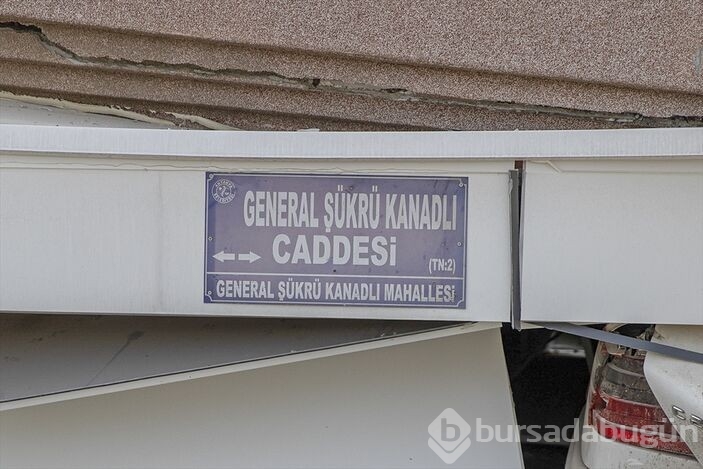 GENERAL ŞÜKRÜ KANADLI
CADDESİ
(TN:2)
GENERAL ŞÜKRÜ KANADLI MAHALLESİ
bursadabugün